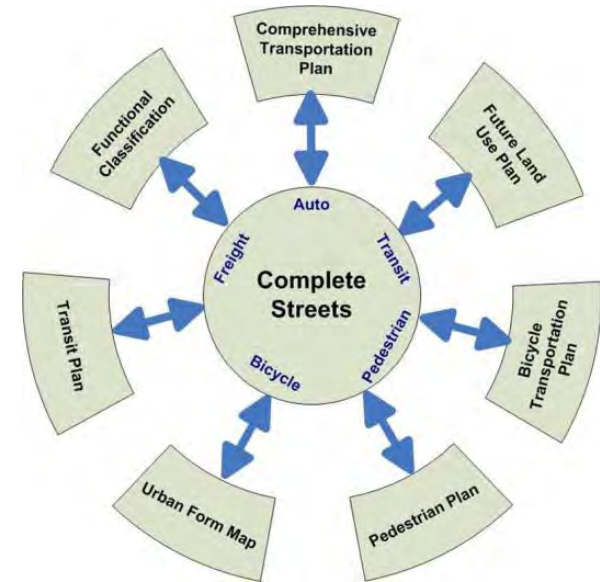 Comprehensive
Transportation
Plan
Future Land
Use Plan
Bicycle
Transportation
Plan
Pedestrian Plan
Urban Form Map
Transit Plan
Functional
Classification
Auto
Transit
Pedestrian
Bicycle
Freight
Complete
Streets